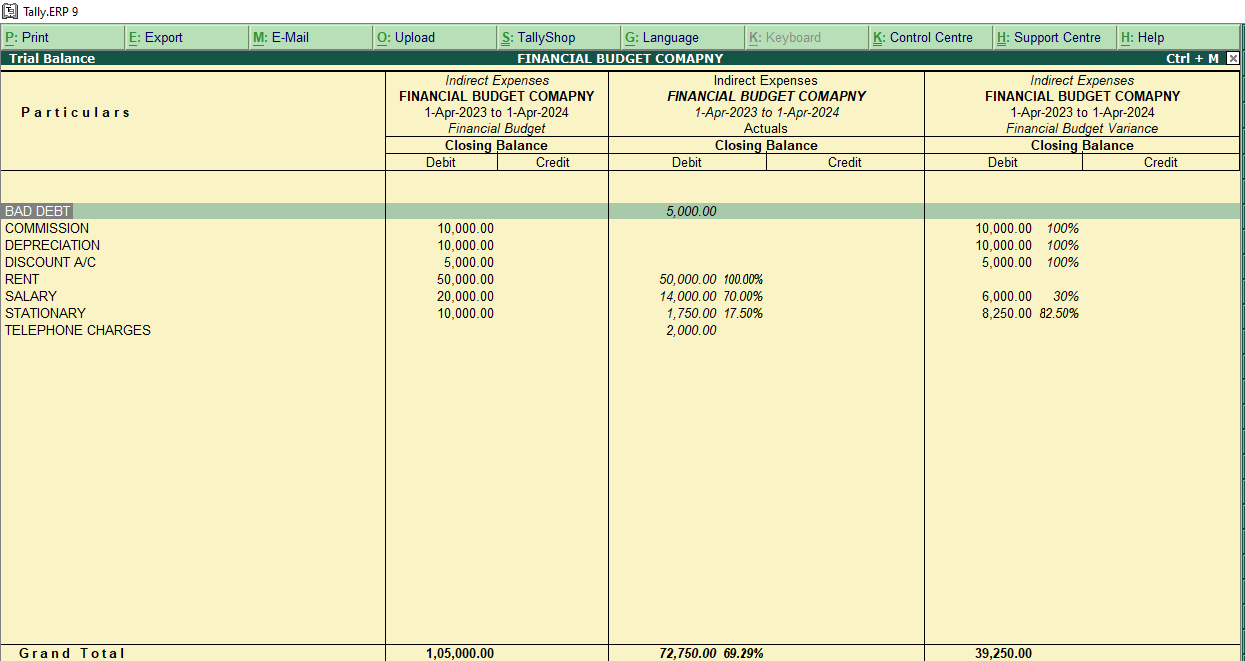 Tally.ERP 9
P: Print E: Export M: E-Mail O: Upload S: TallyShop G: Language K: Keyboard K: Control Centre H: Support Centre H: Help
Trial Balance FINANCIAL BUDGET COMAPNY Ctrl + M
Indirect Expenses Indirect Expenses Indirect Expenses
FINANCIAL BUDGET COMAPNY FINANCIAL BUDGET COMAPNY FINANCIAL BUDGET COMAPNY
Particulars 1-Apr-2023 to 1-Apr-2024 1-Apr-2023 to 1-Apr-2024 1-Apr-2023 to 1-Apr-2024
Financial Budget Actuals Financial Budget Variance
Closing Balance Closing Balance Closing Balance
Debit Credit Debit Credit Debit Credit
BAD DEBT 5,000.00
COMMISSION 10,000.00 10,000.00 100%
DEPRECIATION 10,000.00 10,000.00 100%
DISCOUNT A/C 5,000.00 5,000.00 100%
RENT 50,000.00 50,000.00 100.00%
SALARY 20,000.00 14,000.00 70.00% 6,000.00 30%
STATIONARY 10,000.00 1,750.00 17.50% 8,250.00 82.50%
TELEPHONE CHARGES 2,000.00
Grand Total 1,05,000.00 72,750.00 69.29% 39,250.00